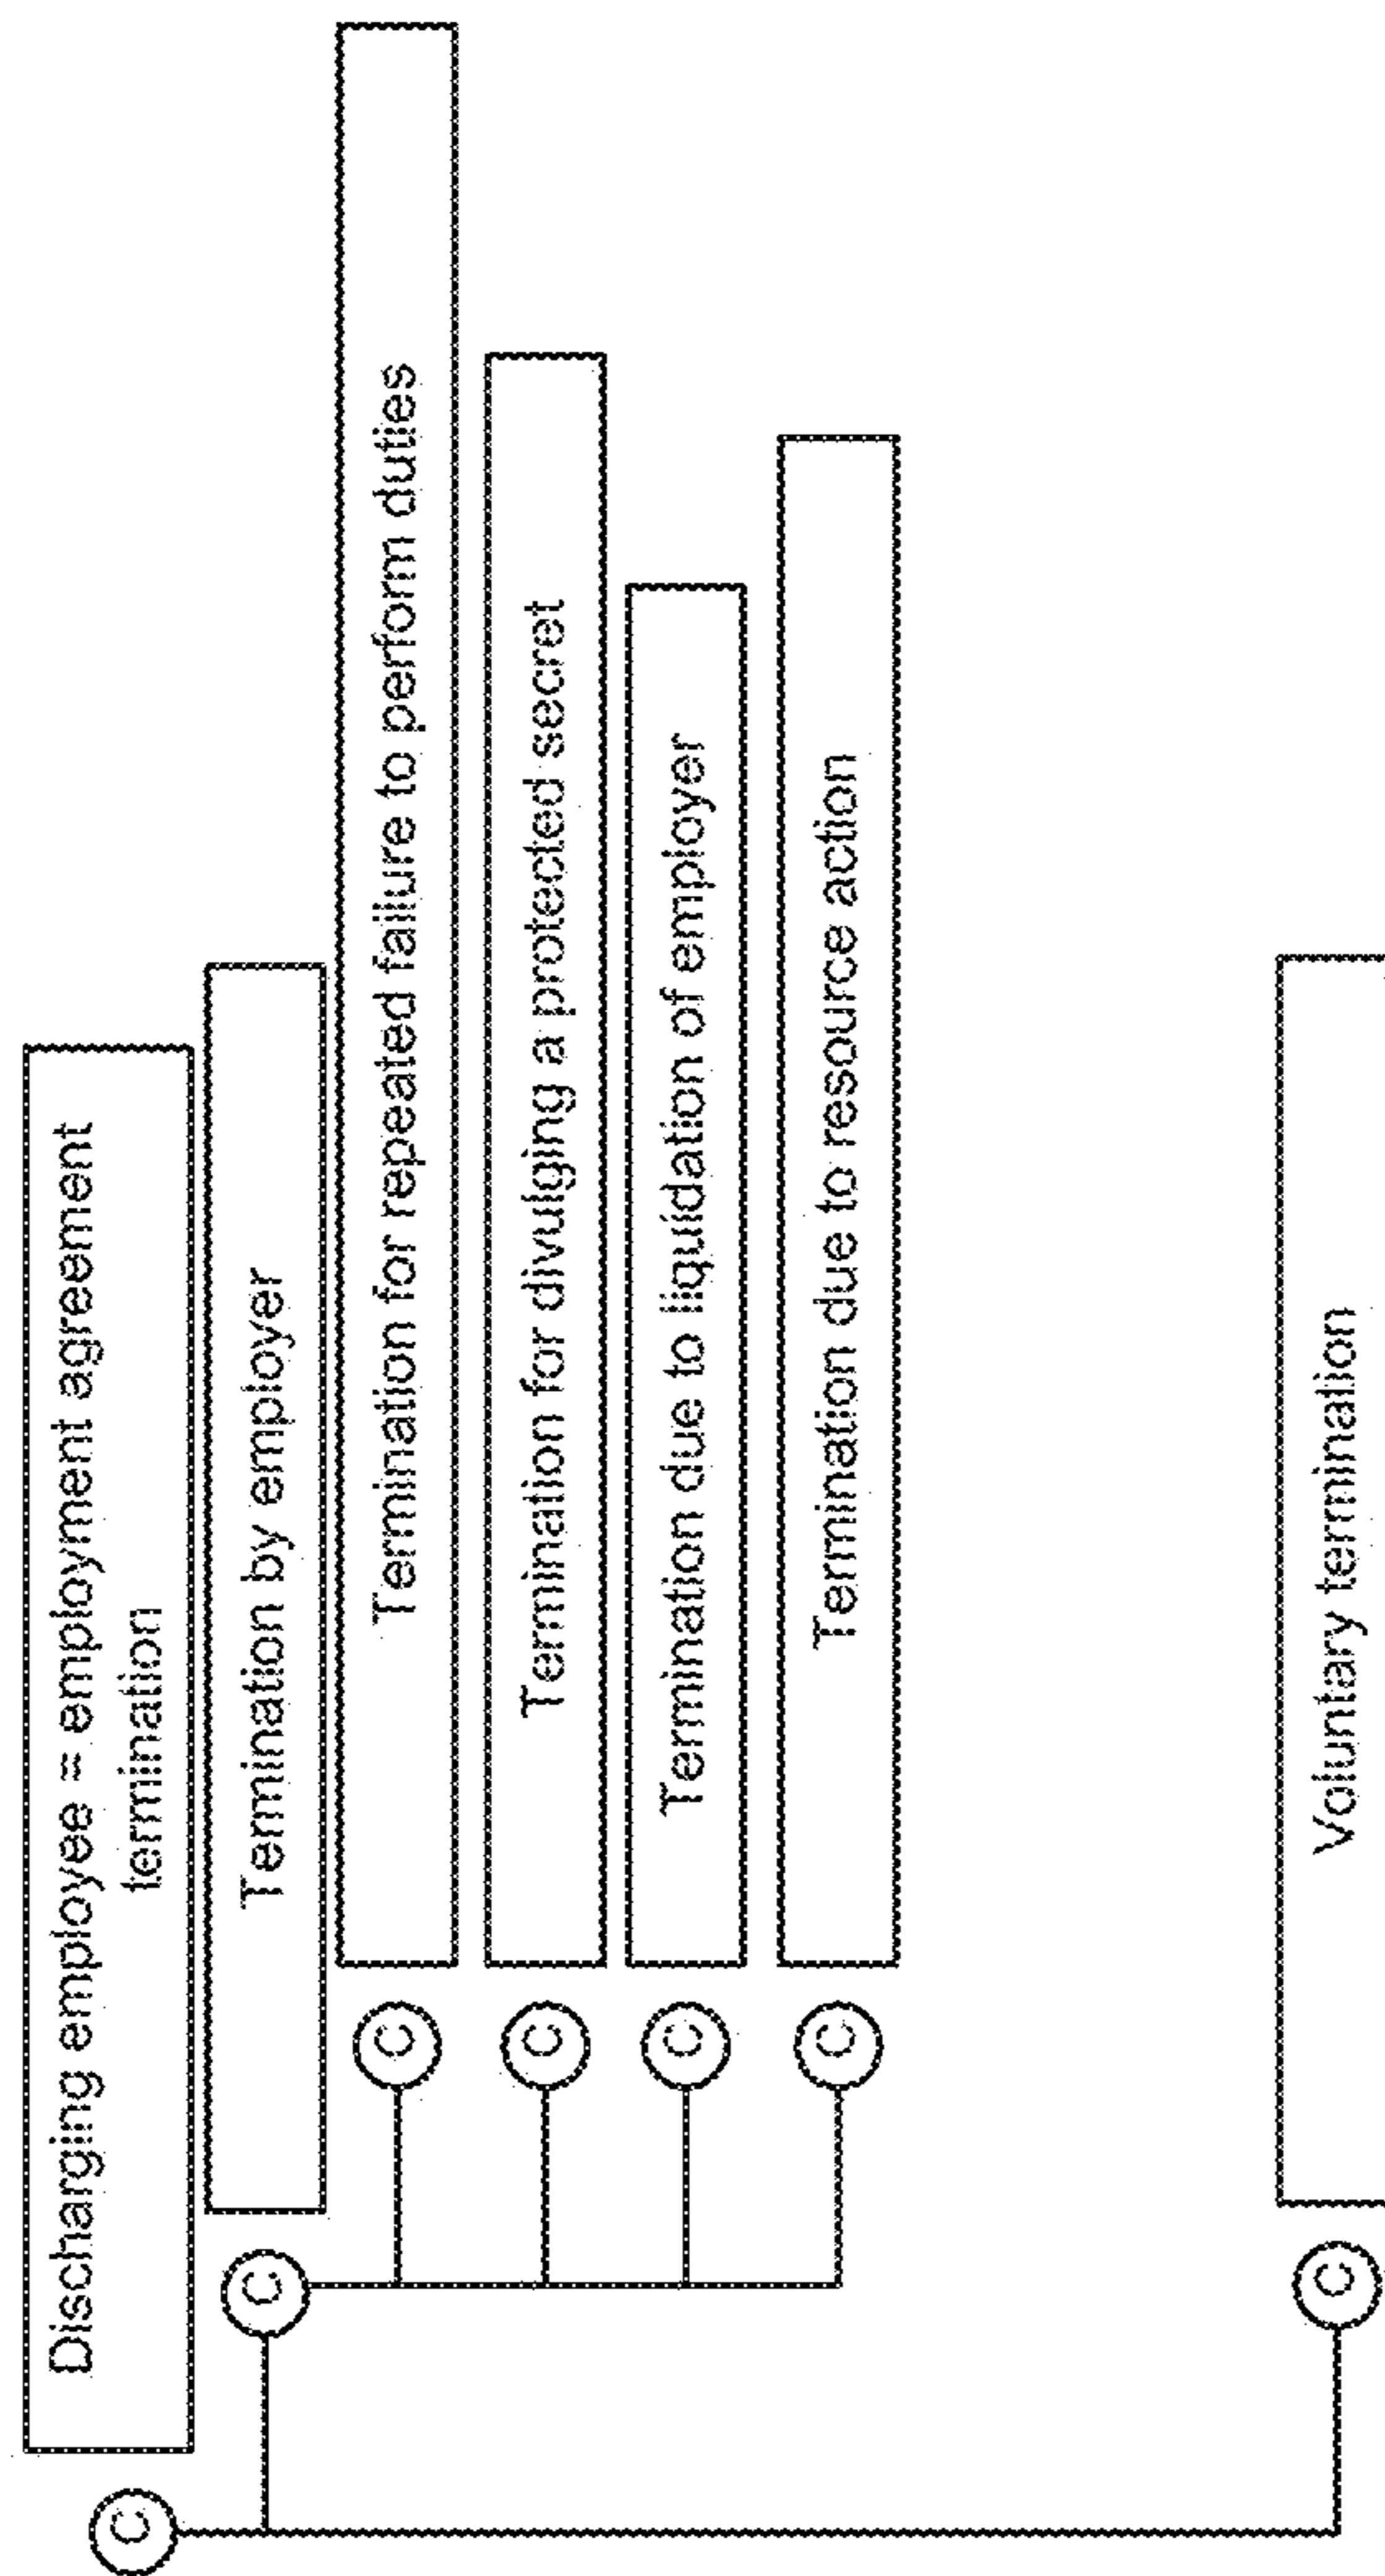 C
Discharging employee = employment agreement
termination
C
Termination by employer
C
Termination for repeated failure to perform duties
C
Termination for divulging a protected secret
C
Termination due to liquidation of employer
C
Termination due to resource action
C
Voluntary termination